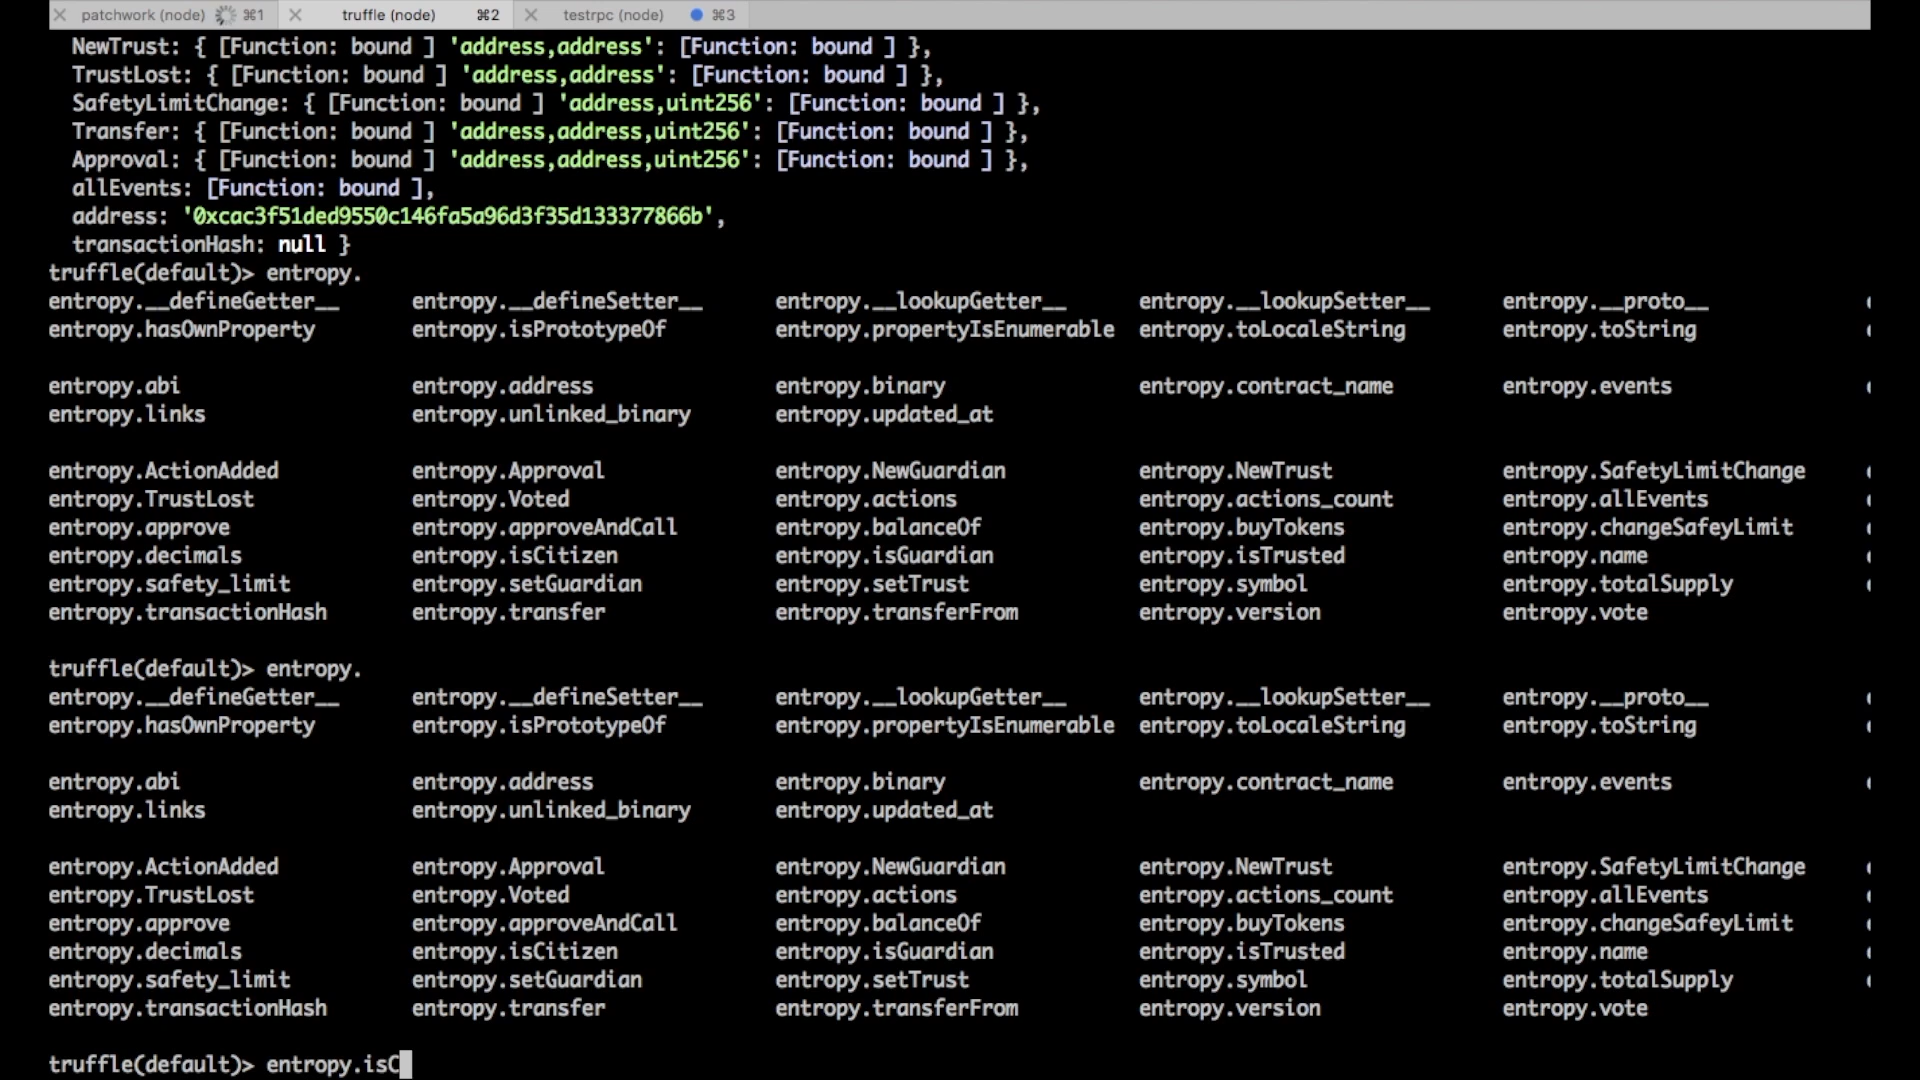 patchwork (node) ⌘1 truffle (node) ⌘2 testrpc (node) ⌘3
NewTrust: { [Function: bound ] 'address,address': [Function: bound ] },
TrustLost: { [Function: bound ] 'address,address': [Function: bound ] },
SafetyLimitChange: { [Function: bound ] 'address,uint256': [Function: bound ] },
Transfer: { [Function: bound ] 'address,address,uint256': [Function: bound ] },
Approval: { [Function: bound ] 'address,address,uint256': [Function: bound ] },
allEvents: [Function: bound ],
address: '0xcac3f51ded9550c146fa5a96d3f35d133377866b',
transactionHash: null }
truffle(default)> entropy.
entropy.__defineGetter__ entropy.__defineSetter__ entropy.__lookupGetter__ entropy.__lookupSetter__ entropy.__proto__
entropy.hasOwnProperty entropy.isPrototypeOf entropy.propertyIsEnumerable entropy.toLocaleString entropy.toString
entropy.abi entropy.address entropy.binary entropy.contract_name entropy.events
entropy.links entropy.unlinked_binary entropy.updated_at
entropy.ActionAdded entropy.Approval entropy.NewGuardian entropy.NewTrust entropy.SafetyLimitChange
entropy.TrustLost entropy.Voted entropy.actions entropy.actions_count entropy.allEvents
entropy.approve entropy.approveAndCall entropy.balanceOf entropy.buyTokens entropy.changeSafeyLimit
entropy.decimals entropy.isCitizen entropy.isGuardian entropy.isTrusted entropy.name
entropy.safety_limit entropy.setGuardian entropy.setTrust entropy.symbol entropy.totalSupply
entropy.transactionHash entropy.transfer entropy.transferFrom entropy.version entropy.vote
truffle(default)> entropy.
entropy.__defineGetter__ entropy.__defineSetter__ entropy.__lookupGetter__ entropy.__lookupSetter__ entropy.__proto__
entropy.hasOwnProperty entropy.isPrototypeOf entropy.propertyIsEnumerable entropy.toLocaleString entropy.toString
entropy.abi entropy.address entropy.binary entropy.contract_name entropy.events
entropy.links entropy.unlinked_binary entropy.updated_at
entropy.ActionAdded entropy.Approval entropy.NewGuardian entropy.NewTrust entropy.SafetyLimitChange
entropy.TrustLost entropy.Voted entropy.actions entropy.actions_count entropy.allEvents
entropy.approve entropy.approveAndCall entropy.balanceOf entropy.buyTokens entropy.changeSafeyLimit
entropy.decimals entropy.isCitizen entropy.isGuardian entropy.isTrusted entropy.name
entropy.safety_limit entropy.setGuardian entropy.setTrust entropy.symbol entropy.totalSupply
entropy.transactionHash entropy.transfer entropy.transferFrom entropy.version entropy.vote
truffle(default)> entropy.isC